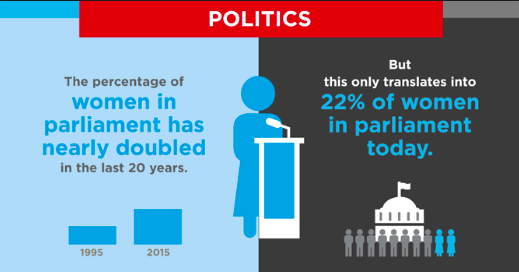 POLITICS
The percentage of
women in
parliament has
nearly doubled
in the last 20 years.
1995
2015
But
this only translates into
22% of women
in parliament
today.